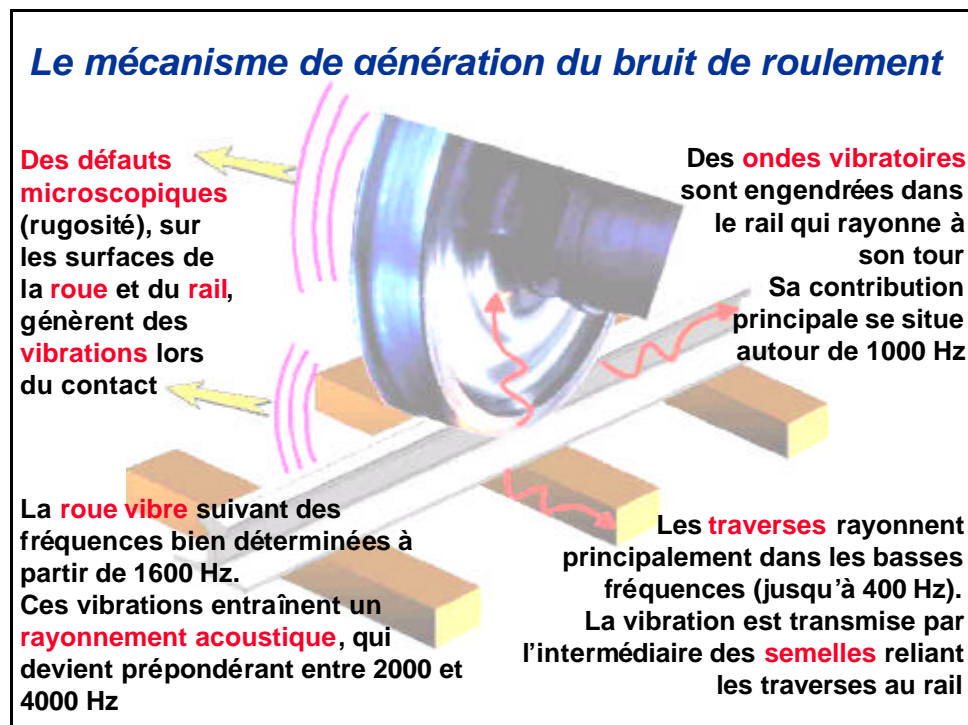 Le mécanisme de génération du bruit de roulement
Des défauts
microscopiques
(rugosité), sur
les surfaces de
la roue et du rail,
génèrent des
vibrations lors
du contact
Des ondes vibratoires
sont engendrées dans
le rail qui rayonne à
son tour
Sa contribution
principale se situe
autour de 1000 Hz
La roue vibre suivant des
fréquences bien déterminées à
partir de 1600 Hz.
Ces vibrations entraînent un
rayonnement acoustique, qui
devient prépondérant entre 2000 et
4000 Hz
Les traverses rayonnent
principalement dans les basses
fréquences (jusqu’à 400 Hz).
La vibration est transmise par
l’intermédiaire des semelles reliant
les traverses au rail